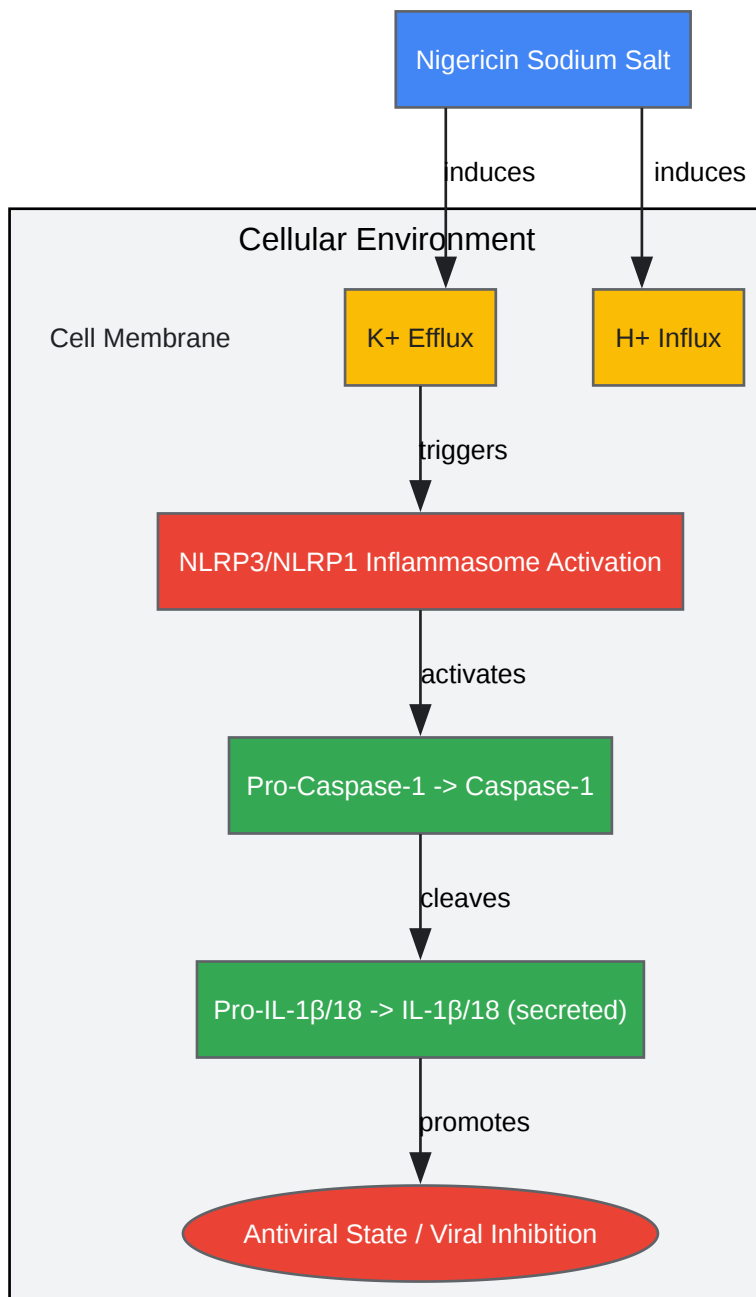 Nigericin Sodium Salt
induces
induces
Cellular Environment
Cell Membrane
K+ Efflux
H+ Influx
triggers
NLRP3/NLRP1 Inflammasome Activation
activates
Pro-Caspase-1 -> Caspase-1
cleaves
Pro-IL-1β/18 -> IL-1β/18 (secreted)
promotes
Antiviral State / Viral Inhibition